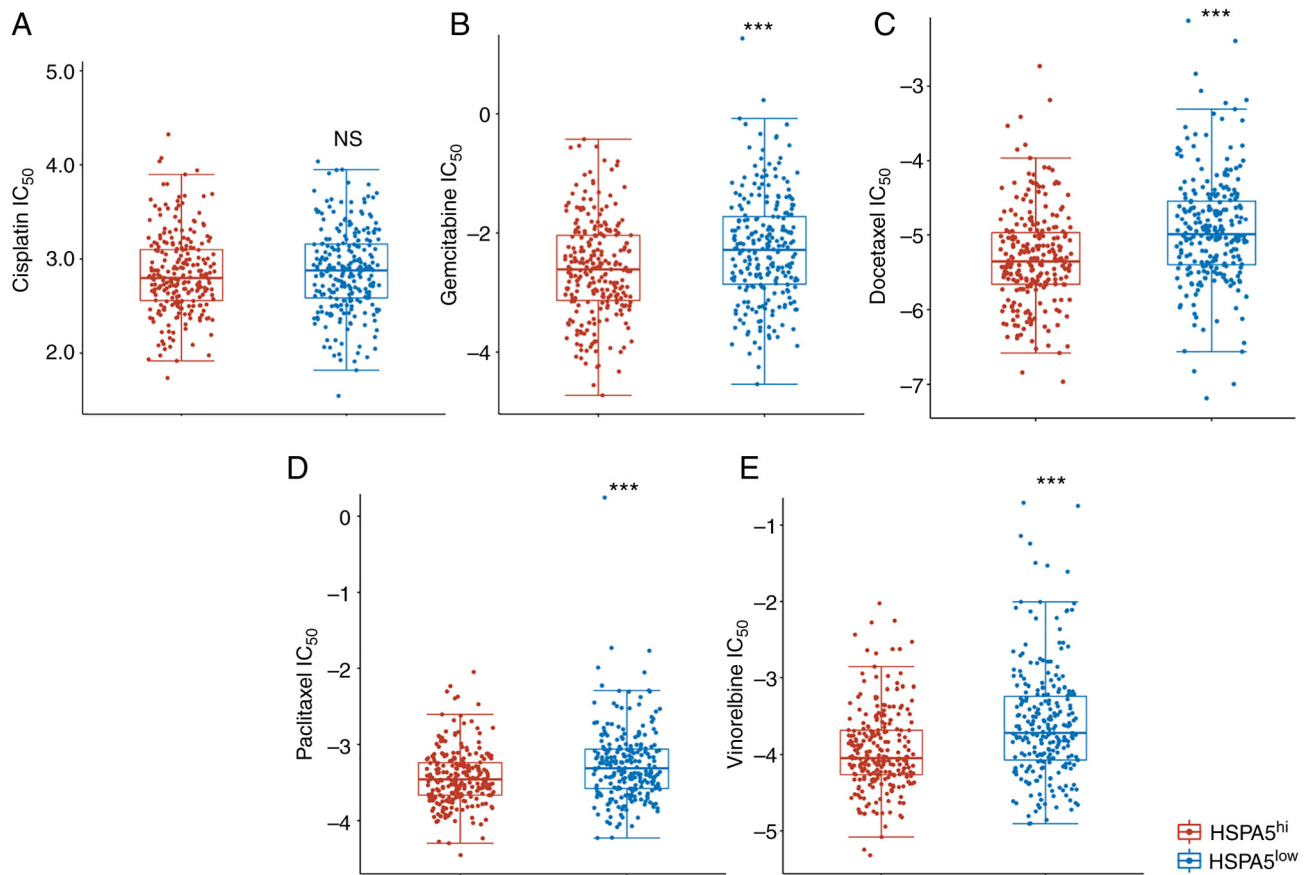 A
Cisplatin IC50
5.0
4.0
3.0
2.0
NS
B
Gemcitabine IC50
0
–2
–4
***
C
Docetaxel IC50
–3
–4
–5
–6
–7
***
D
Paclitaxel IC50
0
–1
–2
–3
–4
***
E
Vinorelbine IC50
–1
–2
–3
–4
–5
***
HSPA5hi
HSPA5low